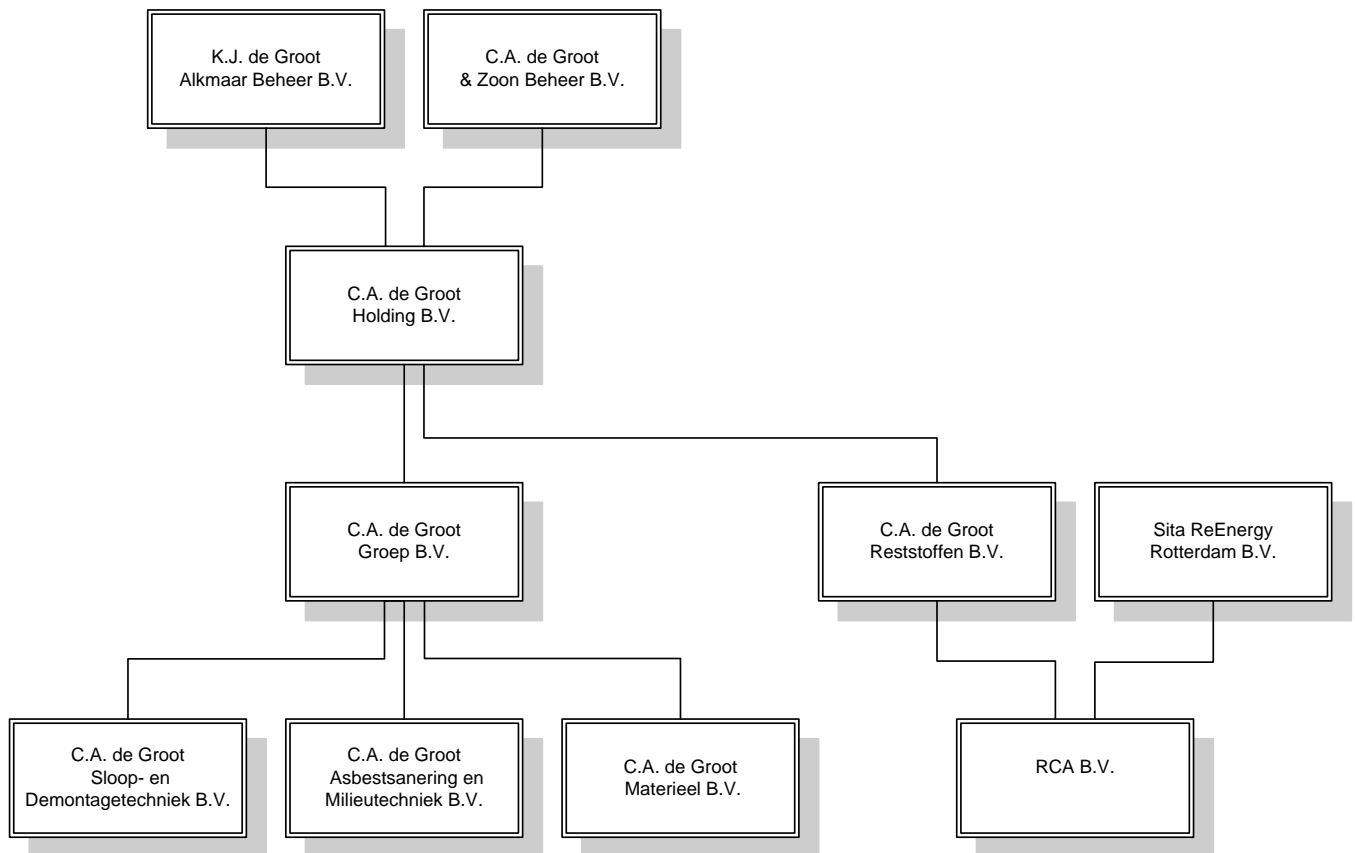 K.J. de Groot
Alkmaar Beheer B.V.
C.A. de Groot
& Zoon Beheer B.V.
C.A. de Groot
Holding B.V.
C.A. de Groot
Groep B.V.
C.A. de Groot
Reststoffen B.V.
Sita ReEnergy
Rotterdam B.V.
C.A. de Groot
Sloop- en
Demontagetechniek B.V.
C.A. de Groot
Asbestsanering en
Milieutechniek B.V.
C.A. de Groot
Materieel B.V.
RCA B.V.